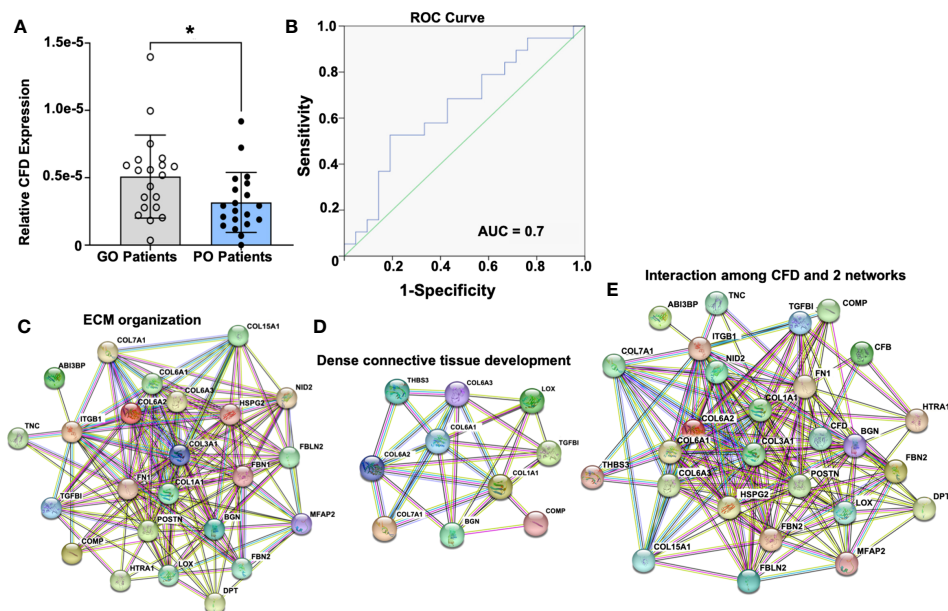 A
1.5e-5
1.0e-5
0.5e-5
0
Relative CFD Expression
*
GO Patients
PO Patients
B
ROC Curve
1.0
0.8
0.6
0.4
0.2
0
0.2
0.4
0.6
0.8
1.0
Sensitivity
1-Specificity
AUC = 0.7
C
ECM organization
COL15A1
COL7A1
ABI3BP
COL6A1
COL6A3
NID2
COL6A2
HSPG2
ITGB1
TNC
COL3A1
FBLN2
FN1
FBN1
COL1A1
TGFBI
MFAP2
POSTN
BGN
COMP
FBN2
HTRA1
LOX
DPT
D
Dense connective tissue development
THBS3
COL6A3
LOX
COL6A1
TGFBI
COL6A2
COL1A1
COL7A1
BGN
COMP
E
Interaction among CFD and 2 networks
TNC
TGFBI
COMP
ABI3BP
ITGB1
CFB
COL7A1
NID2
FN1
COL1A1
HTRA1
COL6A2
CFD
BGN
COL6A1
COL3A1
FBN2
THBS3
COL6A3
POSTN
HSPG2
LOX
DPT
FBN2
COL15A1
MFAP2
FBLN2